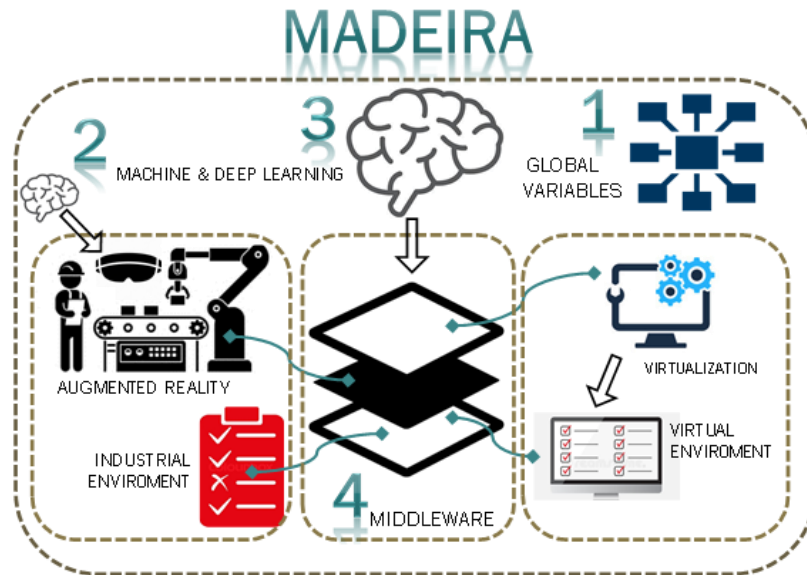 MADEIRA
1
GLOBAL
VARIABLES
2
3
MACHINE & DEEP LEARNING
AUGMENTED REALITY
INDUSTRIAL
ENVIROMENT
VIRTUALIZATION
VIRTUAL
ENVIROMENT
4
MIDDLEWARE